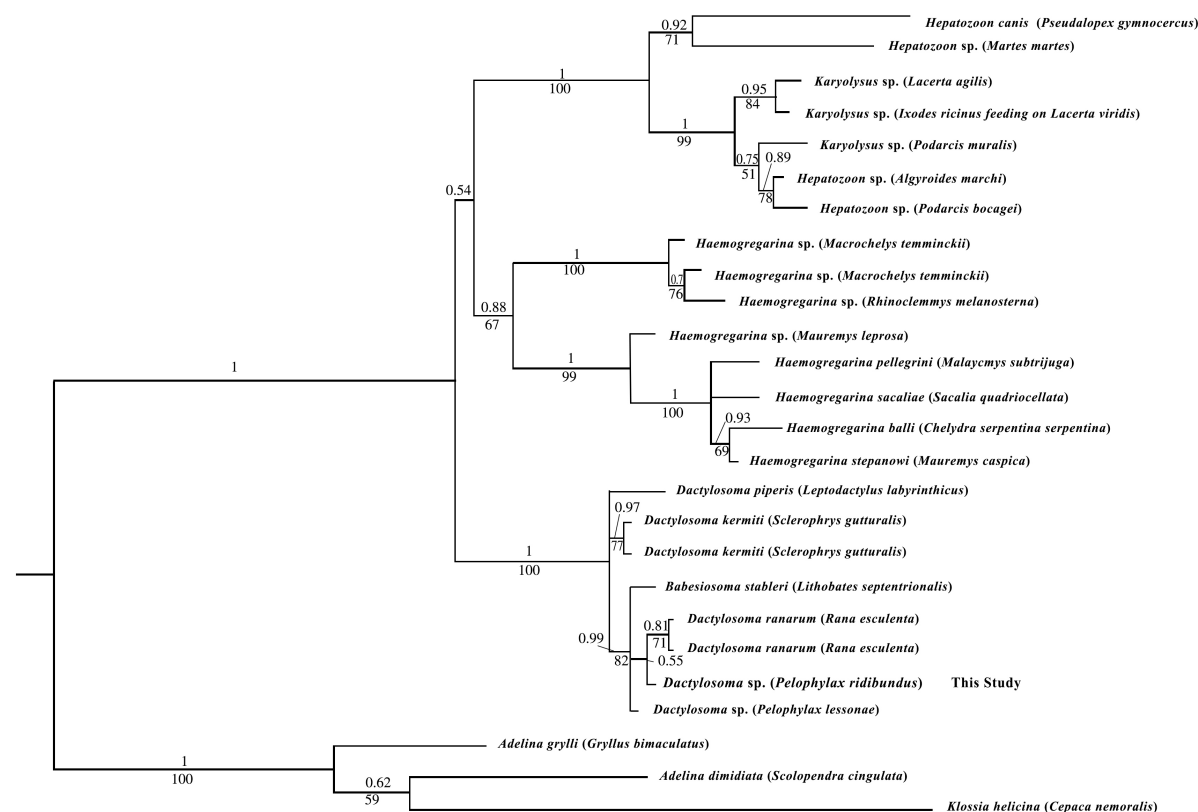 0.92
71
Hepatozoon canis (Pseudalopex gymnocercus)
Hepatozoon sp. (Martes martes)
1
100
0.95
84
Karyolysus sp. (Lacerta agilis)
Karyolysus sp. (Ixodes ricinus feeding on Lacerta viridis)
1
99
Karyolysus sp. (Podarcis muralis)
0.75
51
0.89
78
Hepatozoon sp. (Algyroides marchi)
Hepatozoon sp. (Podarcis bocagei)
0.54
1
100
Haemogregarina sp. (Macrochelys temminckii)
0.7
76
Haemogregarina sp. (Macrochelys temminckii)
Haemogregarina sp. (Rhinoclemmys melanosterna)
0.88
67
1
99
Haemogregarina sp. (Mauremys leprosa)
1
100
Haemogregarina pellegrini (Malaycmys subtrijuga)
Haemogregarina sacaliae (Sacalia quadriocellata)
0.93
69
Haemogregarina balli (Chelydra serpentina serpentina)
Haemogregarina stepanowi (Mauremys caspica)
1
1
100
Dactylosoma piperis (Leptodactylus labyrinthicus)
0.97
77
Dactylosoma kermiti (Sclerophrys gutturalis)
Dactylosoma kermiti (Sclerophrys gutturalis)
0.99
82
Babesiosoma stableri (Lithobates septentrionalis)
0.81
71
Dactylosoma ranarum (Rana esculenta)
Dactylosoma ranarum (Rana esculenta)
0.55
Dactylosoma sp. (Pelophylax ridibundus) This Study
Dactylosoma sp. (Pelophylax lessonae)
1
100
Adelina grylli (Gryllus bimaculatus)
0.62
59
Adelina dimidiata (Scolopendra cingulata)
Klossia helicina (Cepaca nemoralis)